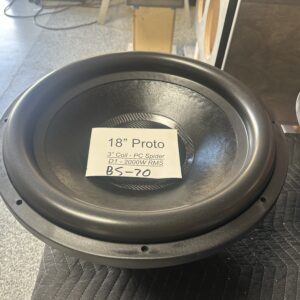 18" Proto
3" Coil - PC Spider
D1 - 2000W RMS
BS-70